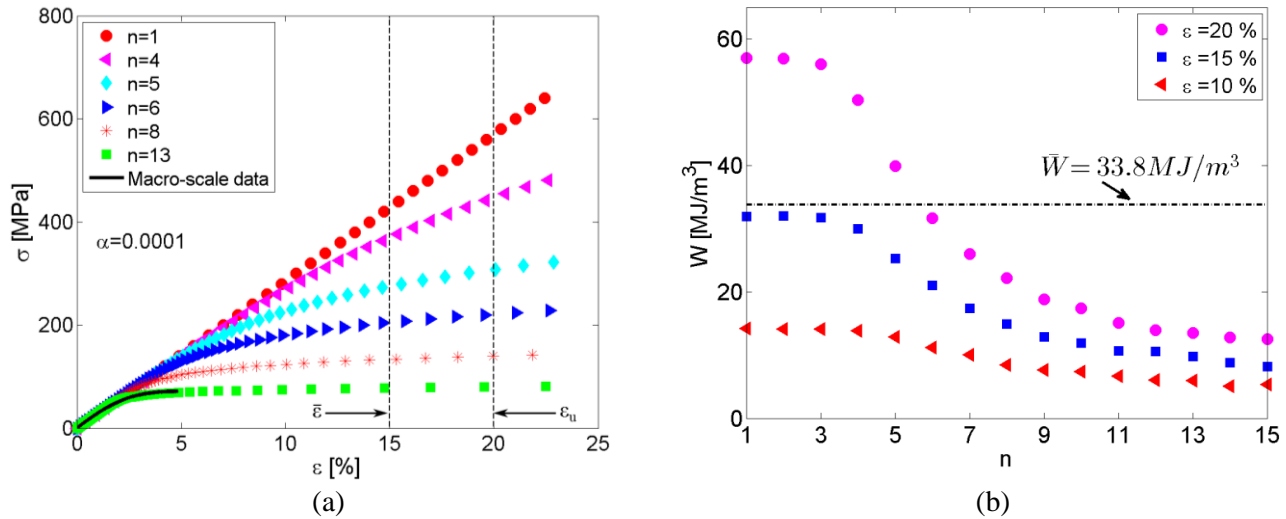 800
600
400
200
0
σ [MPa]
n=1
n=4
n=5
n=6
n=8
n=13
Macro-scale data
α=0.0001
ε̄
εu
0 5 10 15 20 25
ε [%]
(a)
60
40
20
0
W [MJ/m³]
ε =20 %
ε =15 %
ε =10 %
W̄ = 33.8MJ/m³
1 3 5 7 9 11 13 15
n
(b)